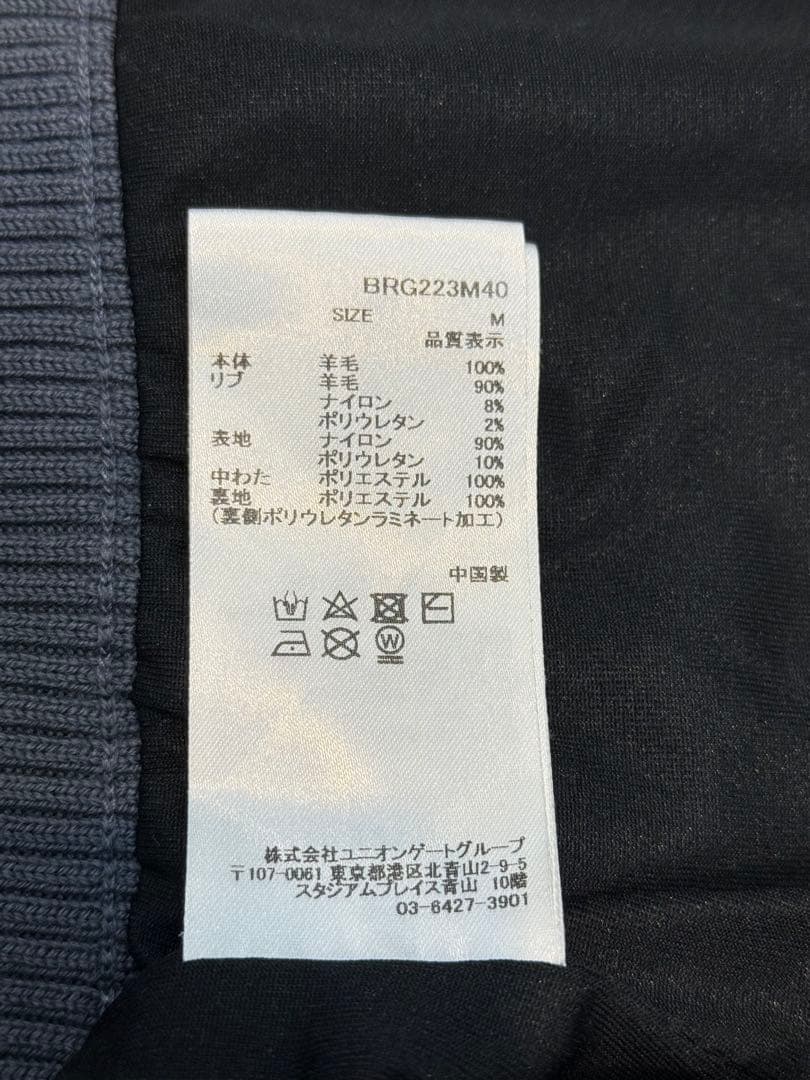 BRG223M40
SIZE M
品質表示
本体 羊毛 100%
リブ 羊毛 90%
ナイロン 8%
ポリウレタン 2%
表地 ナイロン 90%
ポリウレタン 10%
中わた ポリエステル 100%
裏地 ポリエステル 100%
(裏側ポリウレタンラミネート加工)
中国製
W
株式会社ユニオンゲートグループ
〒107-0061 東京都港区北青山2-9-5
スタジアムプレイス青山 10階
03-6427-3901